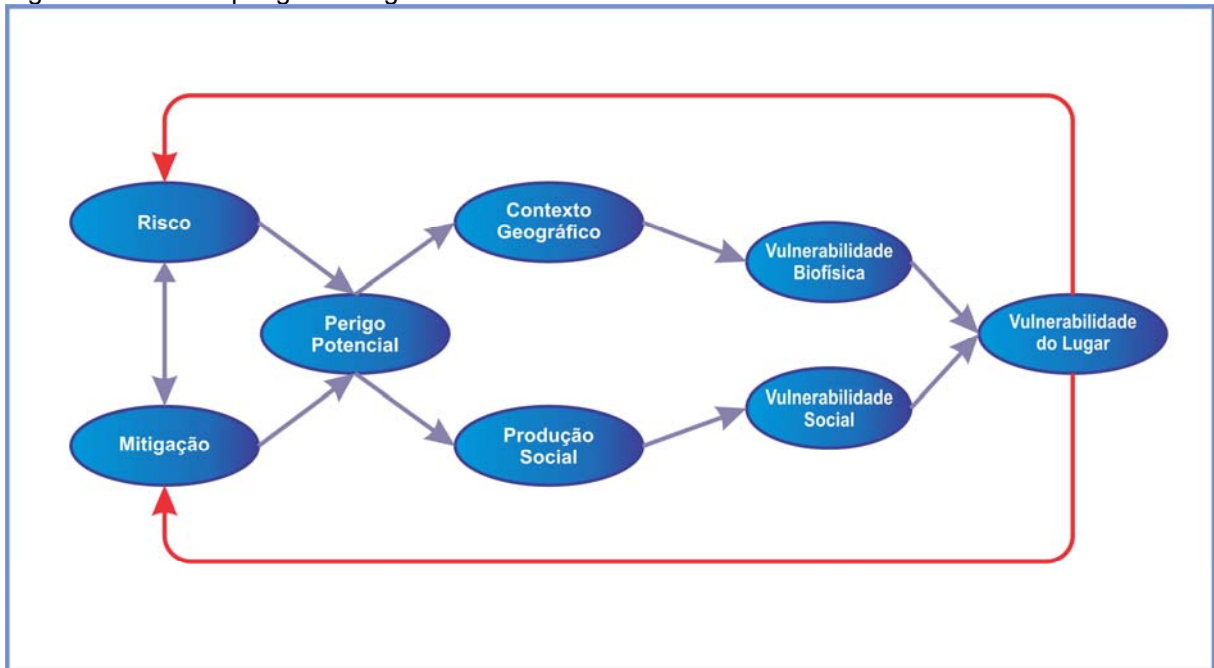 Risco
Contexto
Geográfico
Vulnerabilidade
Biofísica
Perigo
Potencial
Vulnerabilidade
do Lugar
Mitigação
Produção
Social
Vulnerabilidade
Social